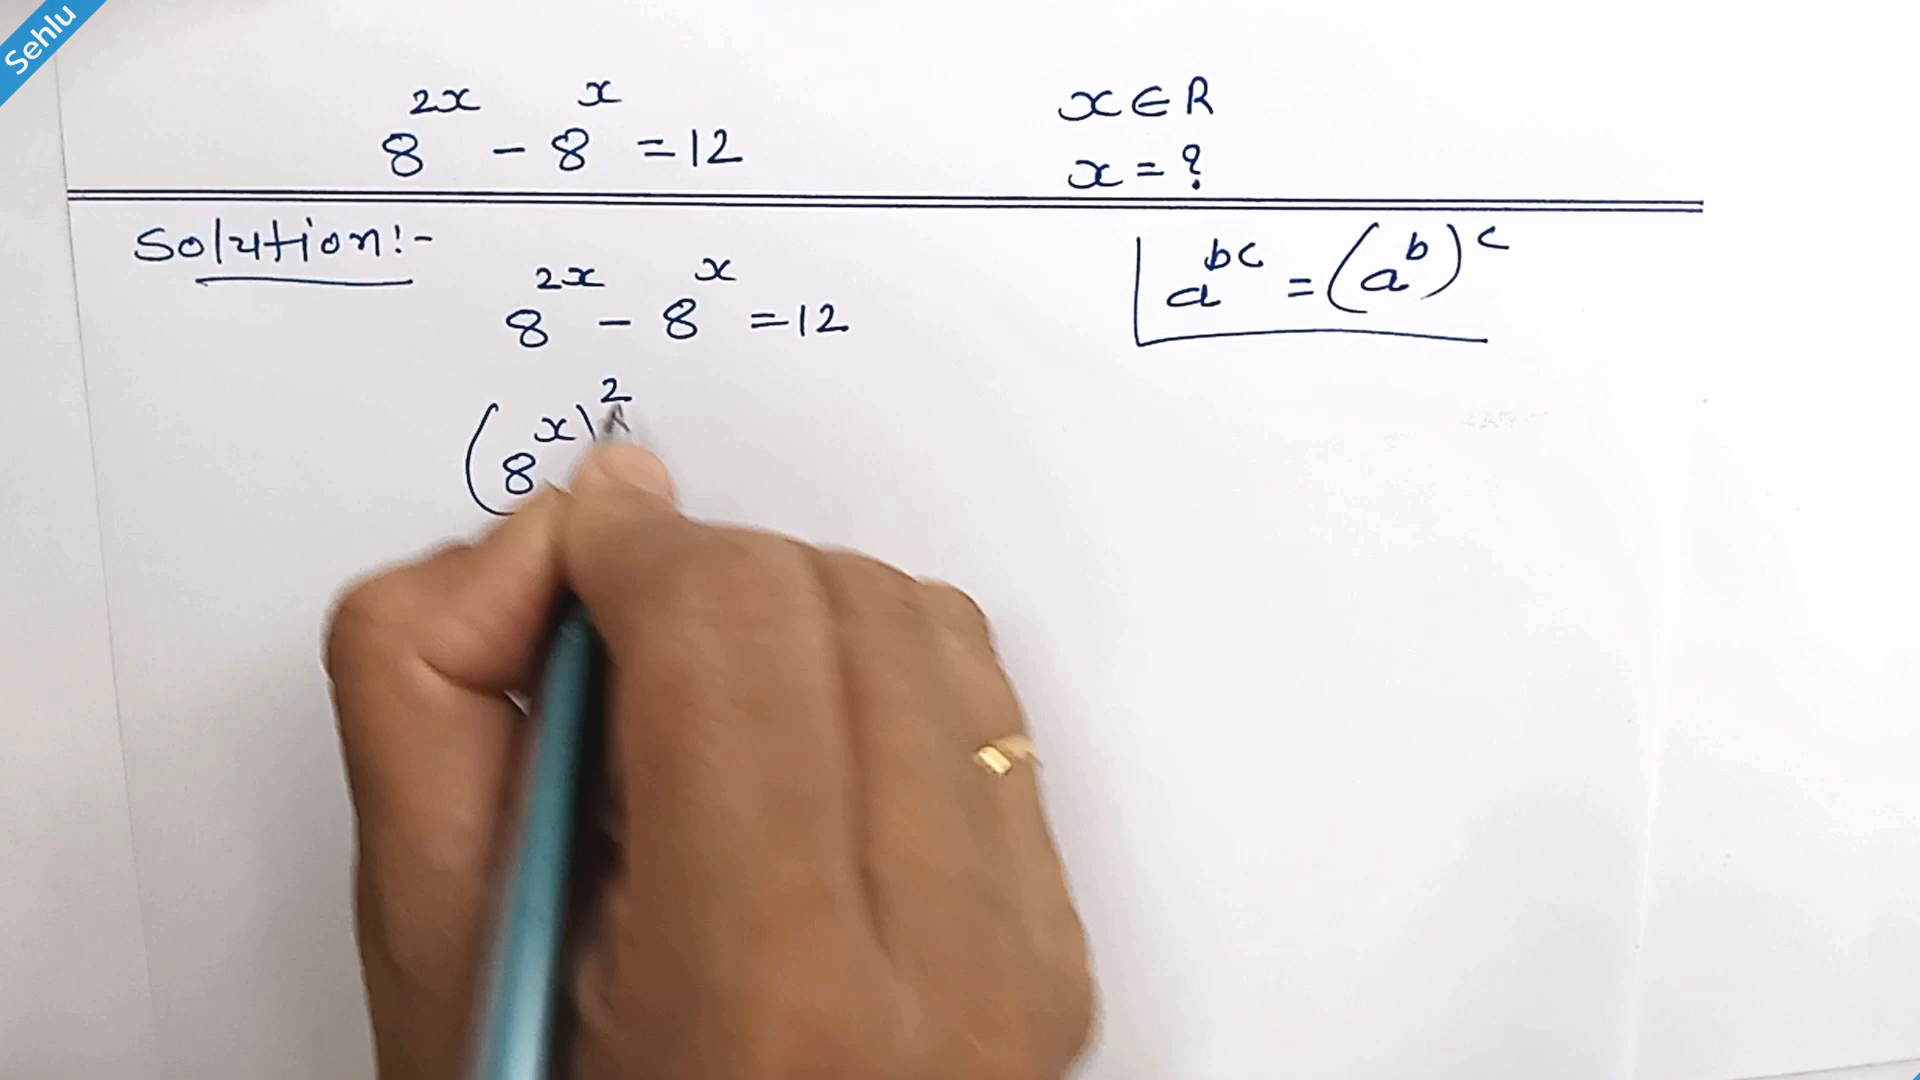 Sehlu
8^{2x} - 8^x = 12
x ∈ R
x = ?
Solution:-
8^{2x} - 8^x = 12
a^{bc} = (a^b)^c
(8^x)^2